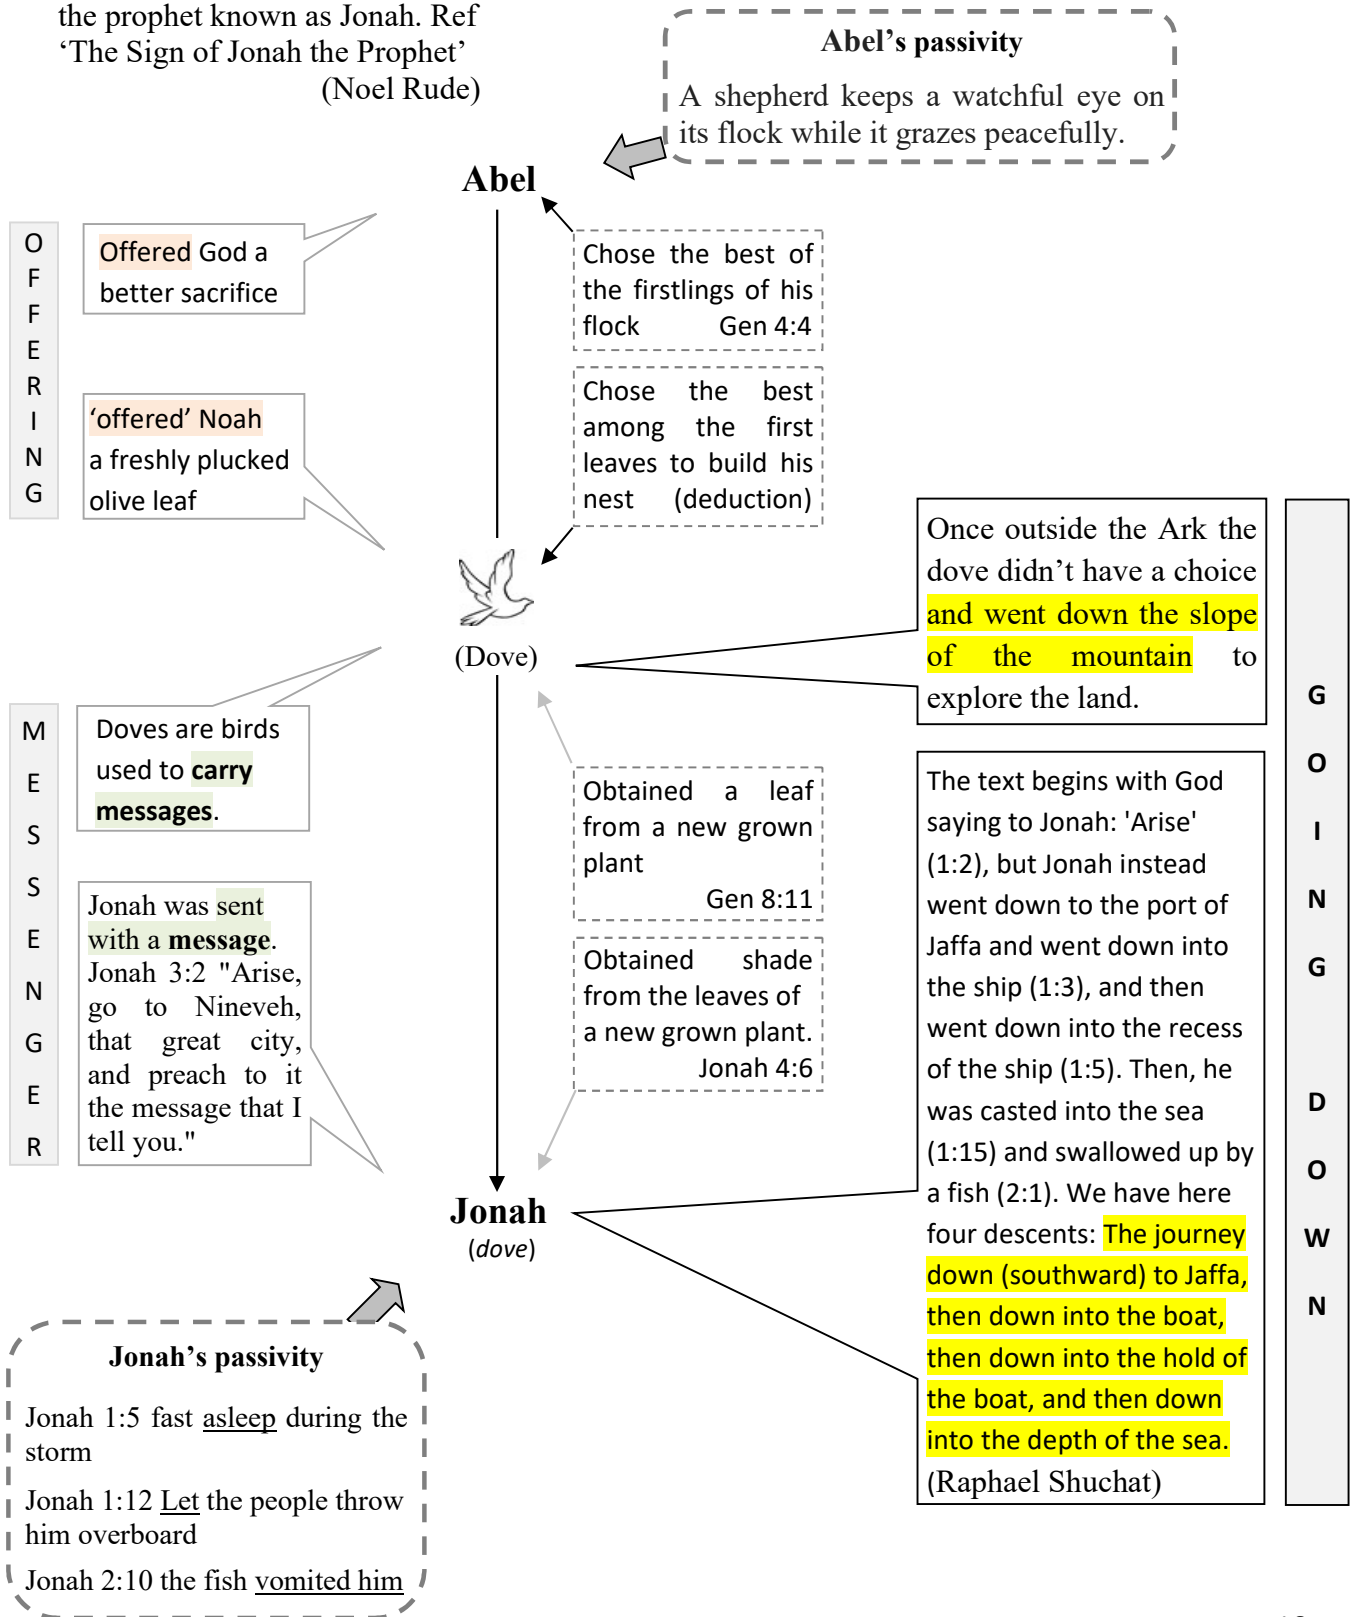 the prophet known as Jonah. Ref
‘The Sign of Jonah the Prophet’
(Noel Rude)
Abel’s passivity
A shepherd keeps a watchful eye on
its flock while it grazes peacefully.
Abel
O
F
F
E
R
I
N
G
Offered God a
better sacrifice
Chose the best of
the firstlings of his
flock Gen 4:4
Chose the best
among the first
leaves to build his
nest (deduction)
‘offered’ Noah
a freshly plucked
olive leaf
(Dove)
Once outside the Ark the
dove didn’t have a choice
and went down the slope
of the mountain to
explore the land.
M
E
S
S
E
N
G
E
R
Doves are birds
used to carry
messages.
Jonah was sent
with a message.
Jonah 3:2 "Arise,
go to Nineveh,
that great city,
and preach to it
the message that I
tell you."
Obtained a leaf
from a new grown
plant
Gen 8:11
Obtained shade
from the leaves of
a new grown plant.
Jonah 4:6
The text begins with God
saying to Jonah: 'Arise'
(1:2), but Jonah instead
went down to the port of
Jaffa and went down into
the ship (1:3), and then
went down into the recess
of the ship (1:5). Then, he
was casted into the sea
(1:15) and swallowed up by
a fish (2:1). We have here
four descents: The journey
down (southward) to Jaffa,
then down into the boat,
then down into the hold of
the boat, and then down
into the depth of the sea.
(Raphael Shuchat)
G
O
I
N
G
D
O
W
N
Jonah
(dove)
Jonah’s passivity
Jonah 1:5 fast asleep during the
storm
Jonah 1:12 Let the people throw
him overboard
Jonah 2:10 the fish vomited him